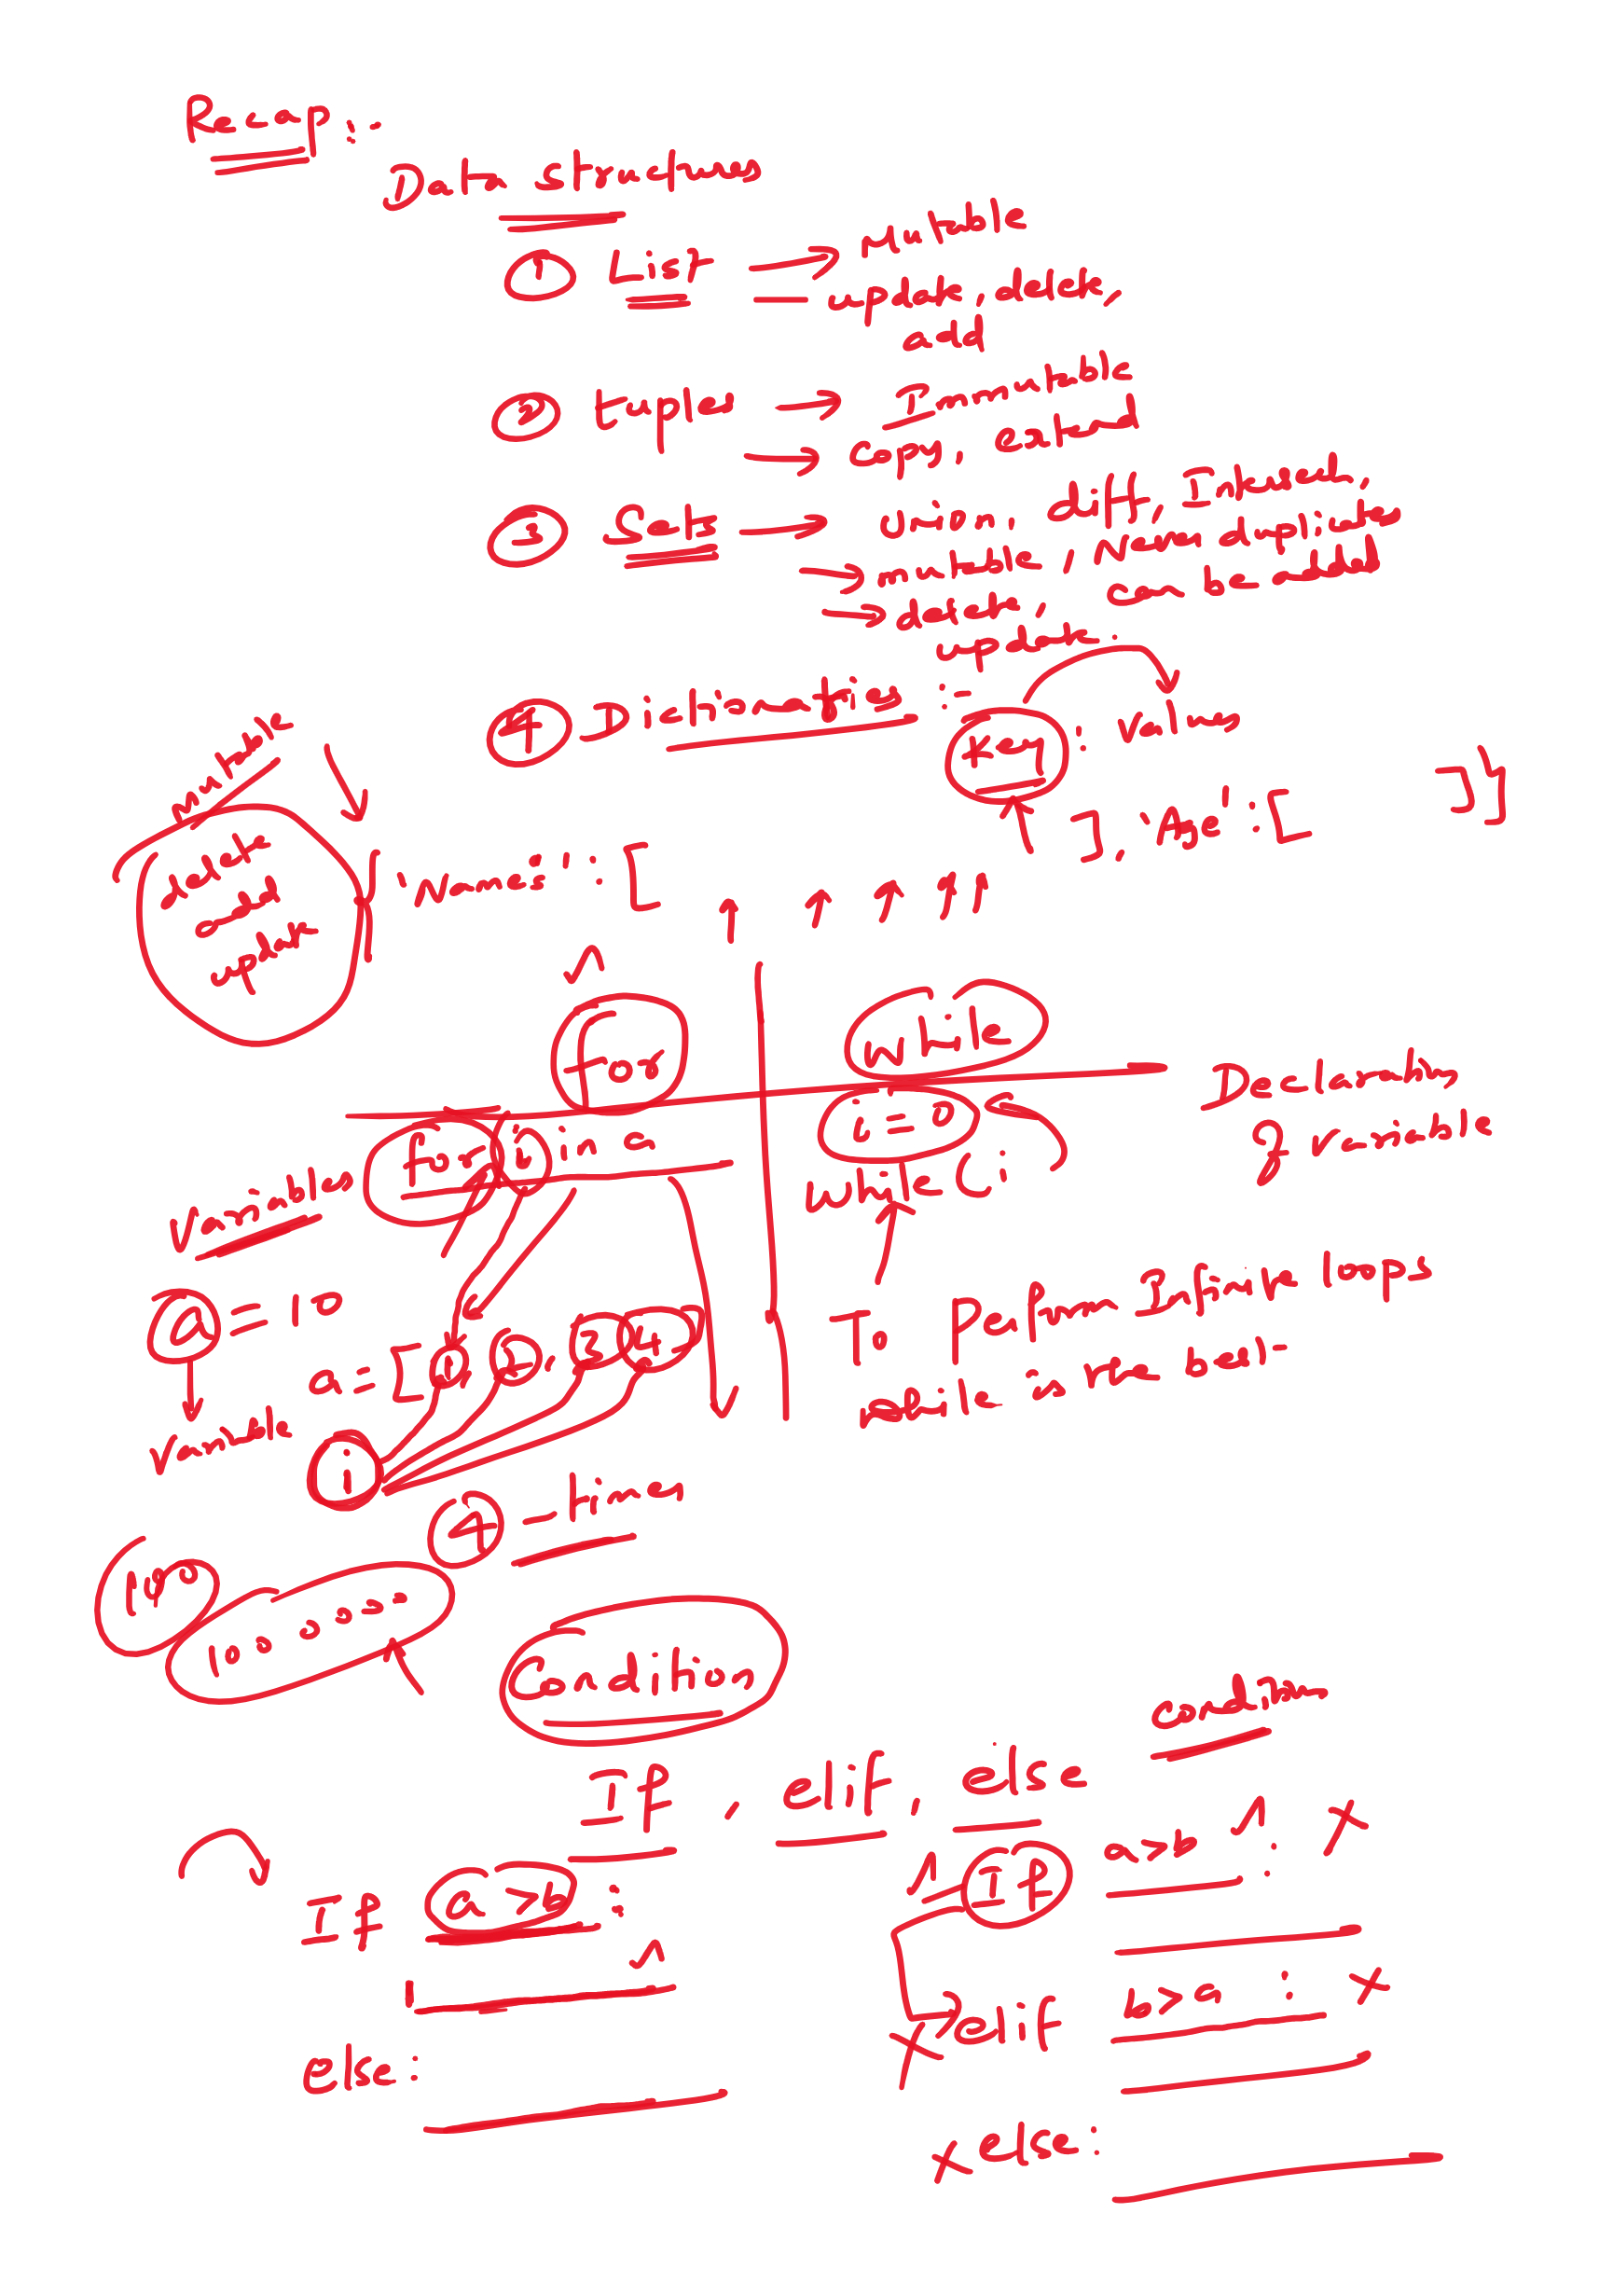 Recap :-
Data structures
① List → Mutable
— update, delete,
add
② tuples → Immutable
→ copy, extend
③ Sets → Union, diff, Intersect,
→ mutable, Never duplicates
→ delete, can be added
update.
④ Dictionaries :- Key : Values
mutable
delete
add
update
{ 'Names' : [ ], 'Age' : [ ] }
for while
for i in a i = 0 Declaration
while (i of variable
Variables
a = 10 To Perform Infinite loops
a = [1, 2, 3, 4] while is the best
variable
i
④ - times
100
100 0000
Condition
If, elif, else condition
If a > b : If a > b :
elif b > a :
else: else: